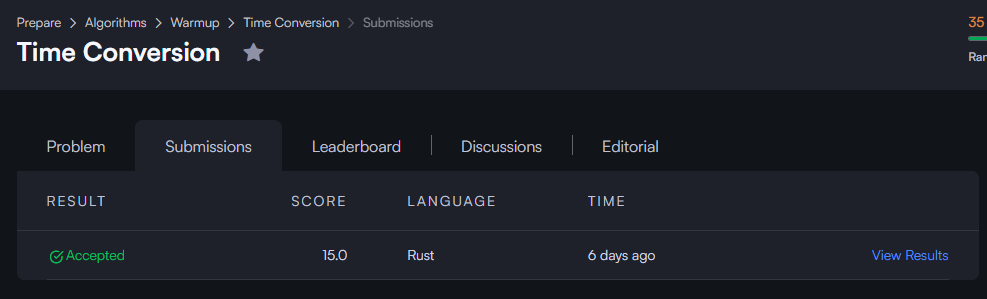 Prepare > Algorithms > Warmup > Time Conversion > Submissions
35
Time Conversion
Problem Submissions Leaderboard Discussions Editorial
RESULT SCORE LANGUAGE TIME
Accepted 15.0 Rust 6 days ago View Results